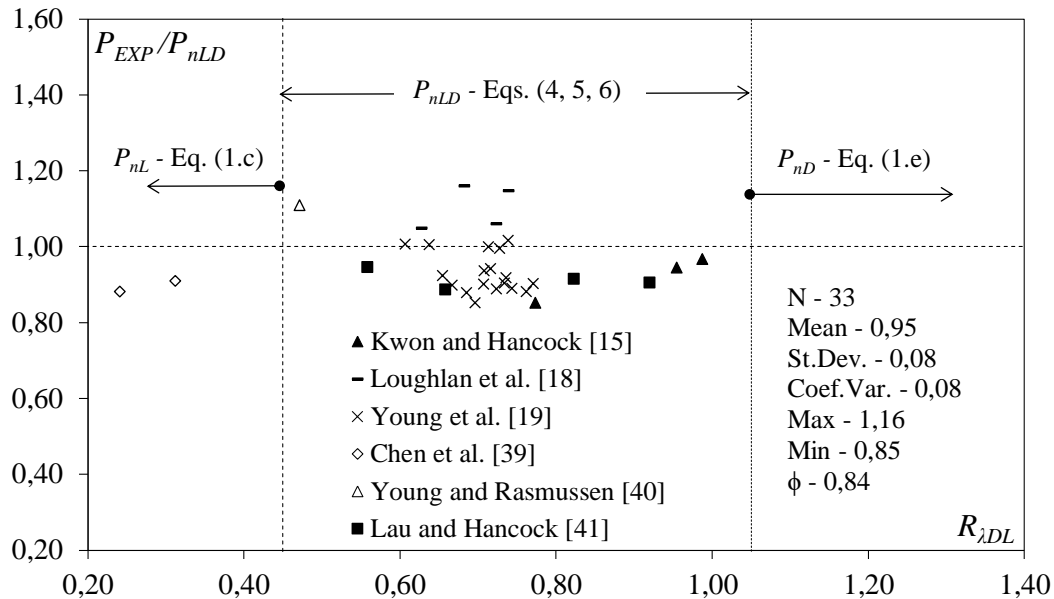 1,60
P_EXP/P_nLD
1,40
P_nLD - Eqs. (4, 5, 6)
1,20
P_nL - Eq. (1.c)
P_nD - Eq. (1.e)
1,00
0,80
0,60
0,40
0,20
Kwon and Hancock [15]
Loughlan et al. [18]
Young et al. [19]
Chen et al. [39]
Young and Rasmussen [40]
Lau and Hancock [41]
N - 33
Mean - 0,95
St.Dev. - 0,08
Coef.Var. - 0,08
Max - 1,16
Min - 0,85
ϕ - 0,84
R_λDL
0,20 0,40 0,60 0,80 1,00 1,20 1,40